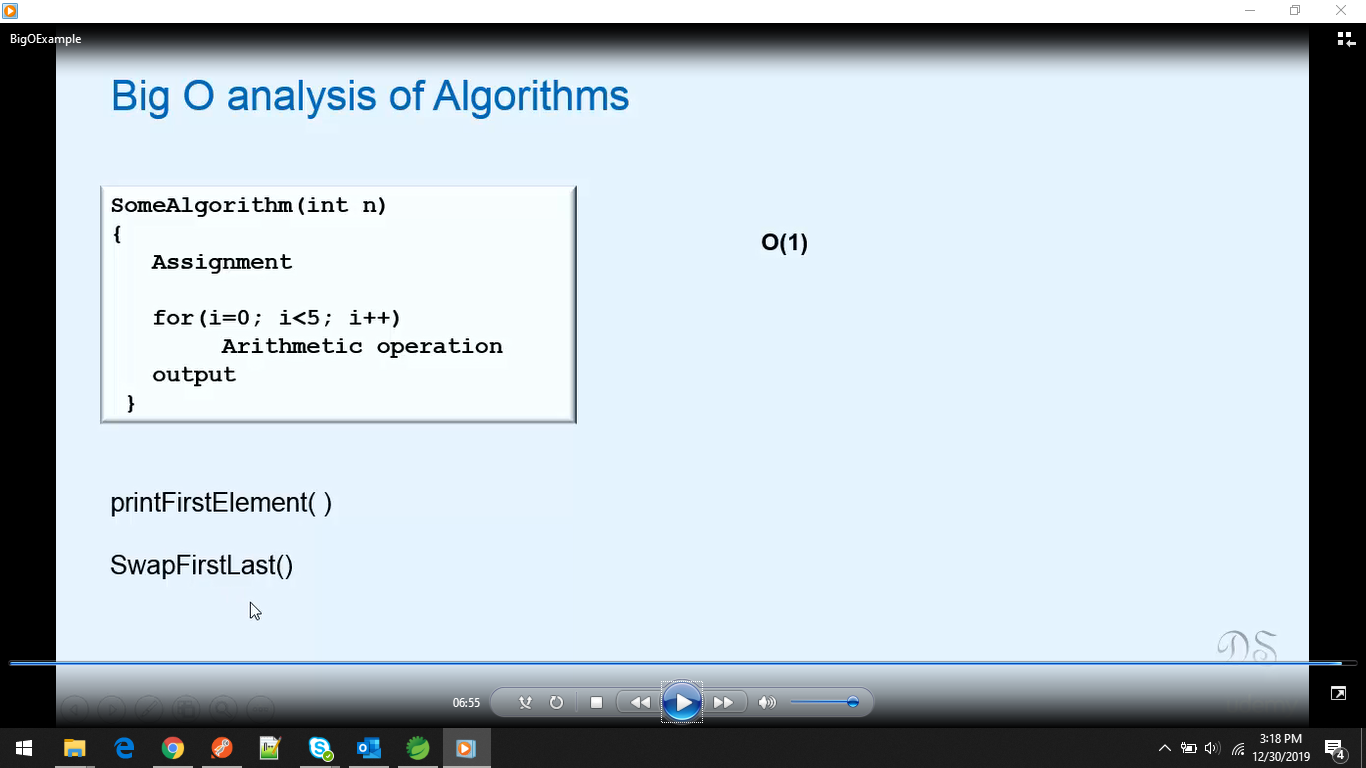 BigOExample
Big O analysis of Algorithms
SomeAlgorithm(int n)
{
Assignment
for(i=0; i<5; i++)
Arithmetic operation
output
}
O(1)
printFirstElement( )
SwapFirstLast()
DS
06:55
3:18 PM
12/30/2019
4